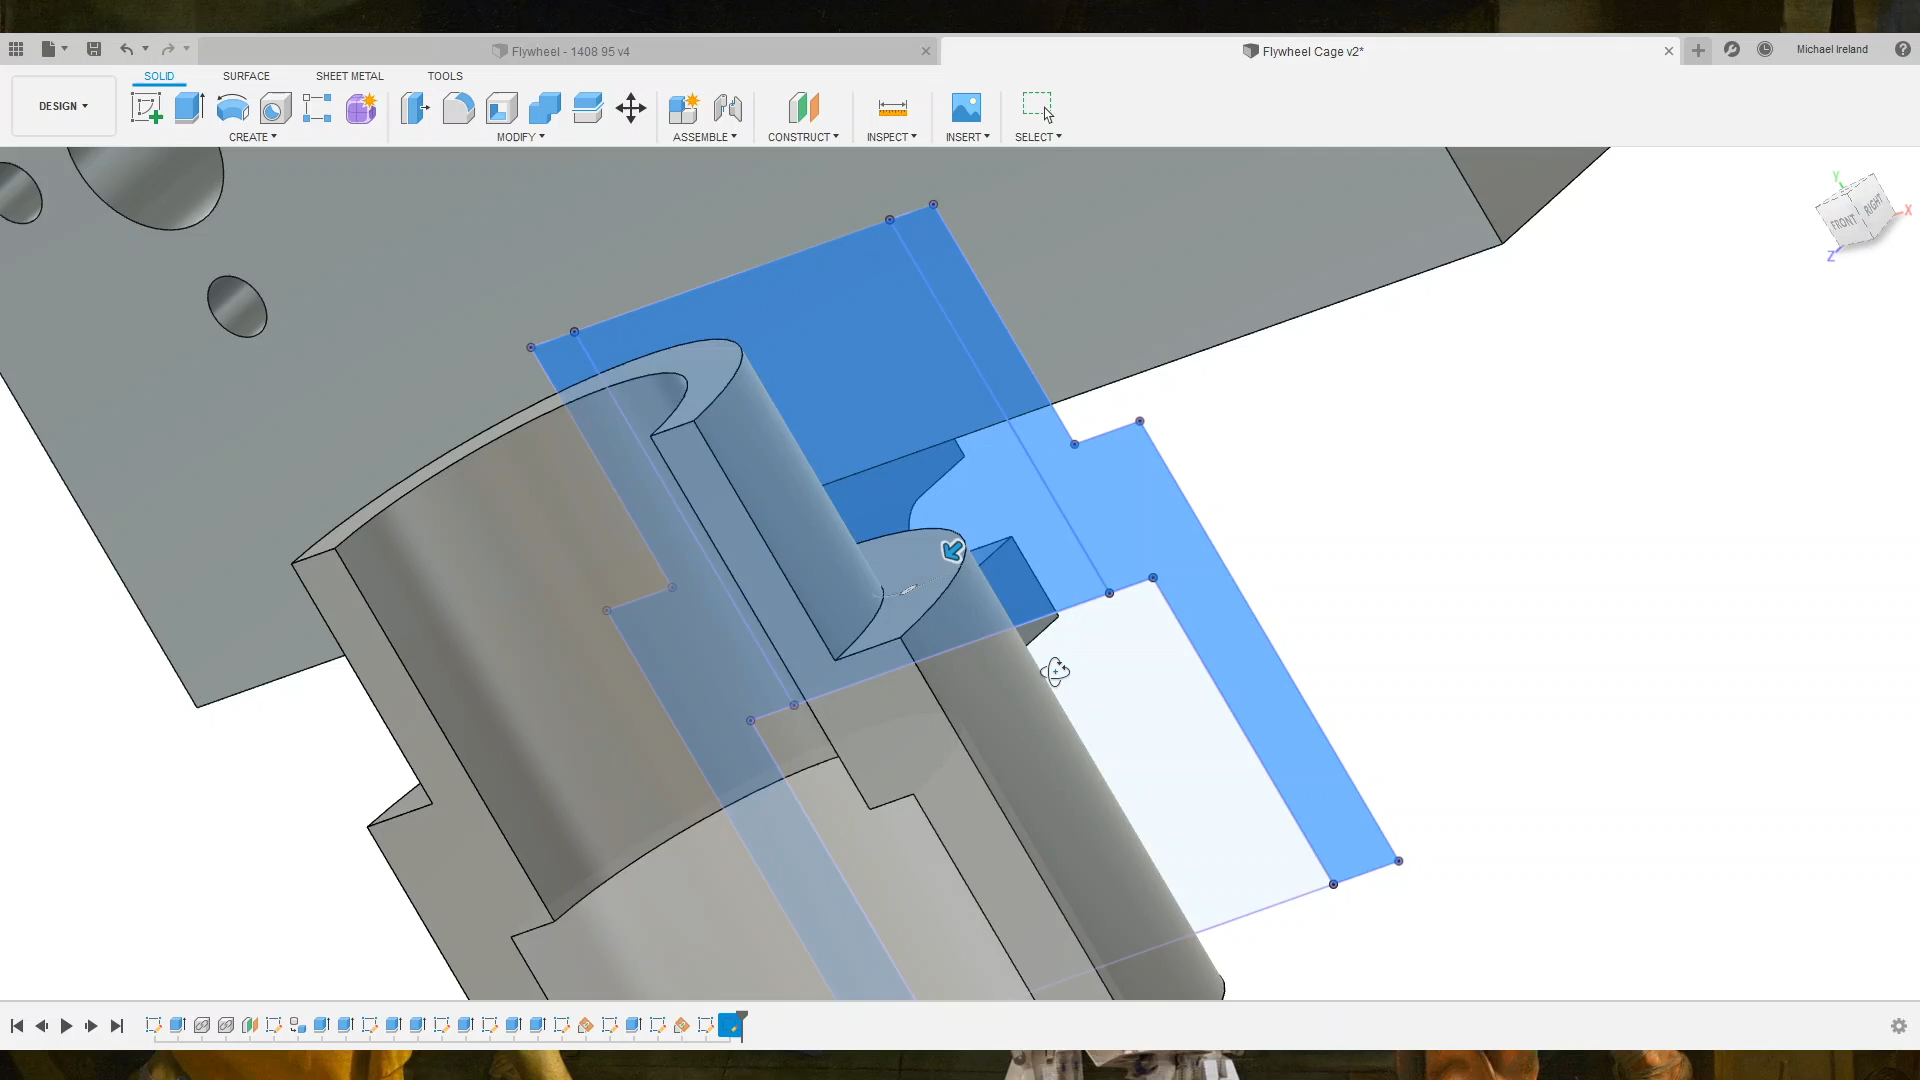 Flywheel - 1408 95 v4
Flywheel Cage v2*
Michael Ireland
SOLID
SURFACE
SHEET METAL
TOOLS
DESIGN
CREATE
MODIFY
ASSEMBLE
CONSTRUCT
INSPECT
INSERT
SELECT
Y
FRONT
RIGHT
X
Z